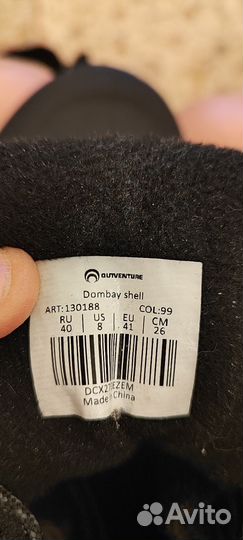 OUTVENTURE
Dombay shell
ART:130188 COL:99
RU US EU CM
40 8 41 26
Made in China
Avito